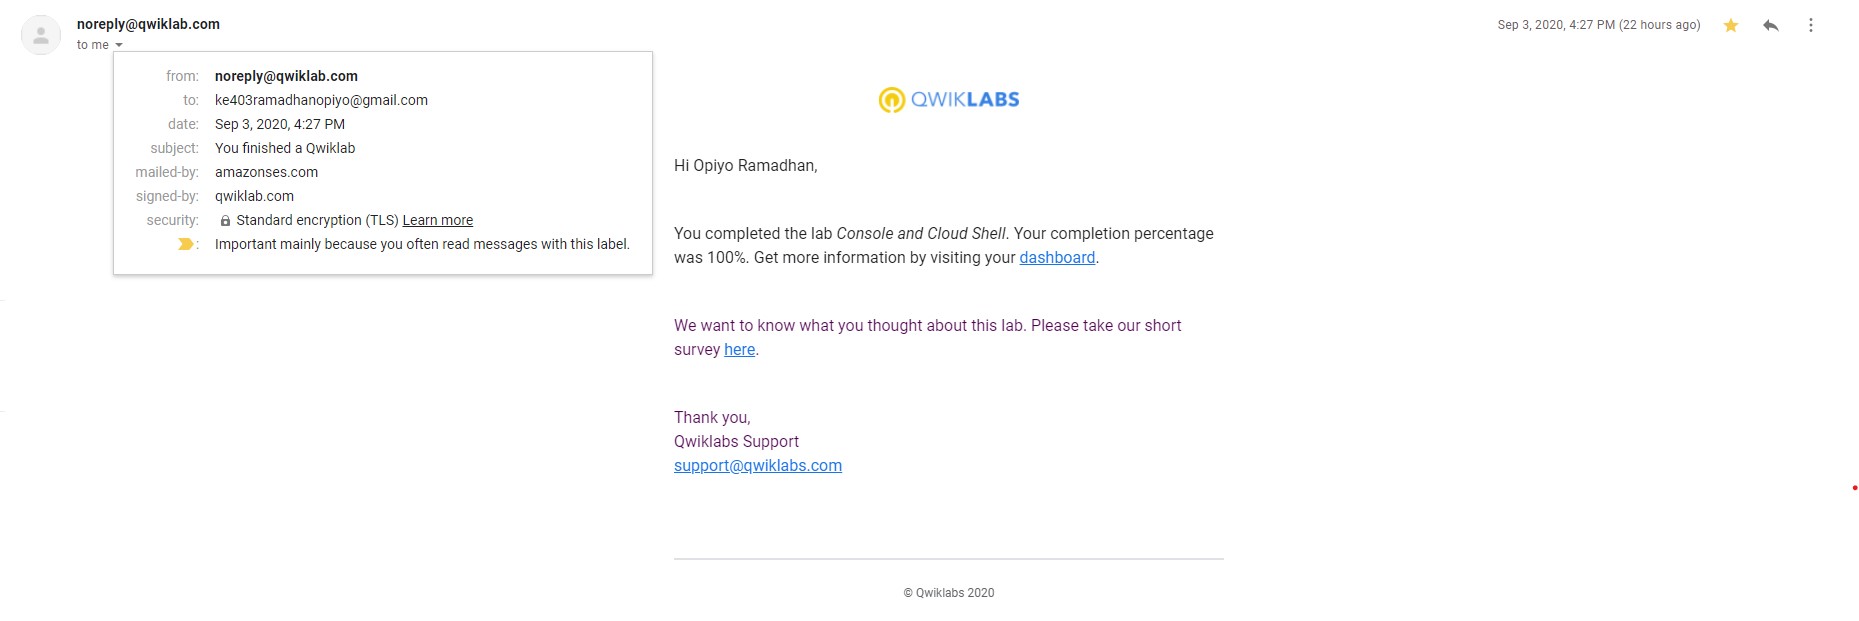 noreply@qwiklab.com
Sep 3, 2020, 4:27 PM (22 hours ago)
to me
from: noreply@qwiklab.com
to: ke403ramadhanopiyo@gmail.com
date: Sep 3, 2020, 4:27 PM
subject: You finished a Qwiklab
mailed-by: amazonses.com
signed-by: qwiklab.com
security: Standard encryption (TLS) Learn more
: Important mainly because you often read messages with this label.
QWIKLABS
Hi Opiyo Ramadhan,
You completed the lab Console and Cloud Shell. Your completion percentage
was 100%. Get more information by visiting your dashboard.
We want to know what you thought about this lab. Please take our short
survey here.
Thank you,
Qwiklabs Support
support@qwiklabs.com
© Qwiklabs 2020